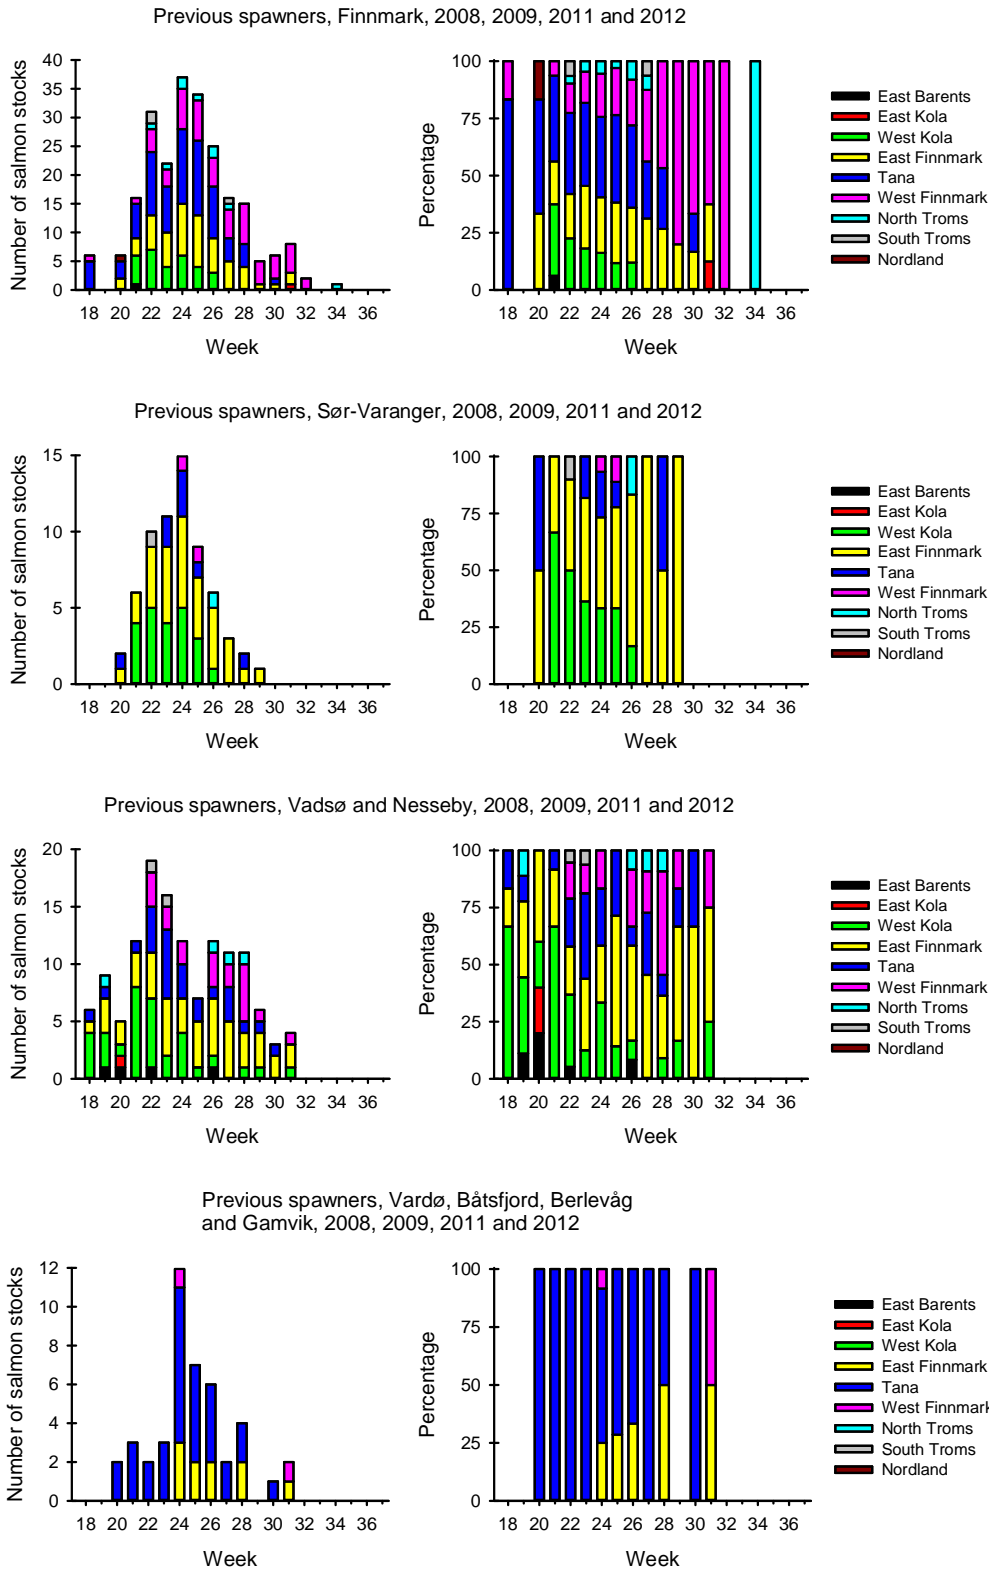 Previous spawners, Finnmark, 2008, 2009, 2011 and 2012
Number of salmon stocks
40
35
30
25
20
15
10
5
0
18 20 22 24 26 28 30 32 34 36
Week
Percentage
100
75
50
25
0
18 20 22 24 26 28 30 32 34 36
Week
East Barents
East Kola
West Kola
East Finnmark
Tana
West Finnmark
North Troms
South Troms
Nordland
Previous spawners, Sør-Varanger, 2008, 2009, 2011 and 2012
Number of salmon stocks
15
10
5
0
18 20 22 24 26 28 30 32 34 36
Week
Percentage
100
75
50
25
0
18 20 22 24 26 28 30 32 34 36
Week
East Barents
East Kola
West Kola
East Finnmark
Tana
West Finnmark
North Troms
South Troms
Nordland
Previous spawners, Vadsø and Nesseby, 2008, 2009, 2011 and 2012
Number of salmon stocks
20
15
10
5
0
18 20 22 24 26 28 30 32 34 36
Week
Percentage
100
75
50
25
0
18 20 22 24 26 28 30 32 34 36
Week
East Barents
East Kola
West Kola
East Finnmark
Tana
West Finnmark
North Troms
South Troms
Nordland
Previous spawners, Vardø, Båtsfjord, Berlevåg
and Gamvik, 2008, 2009, 2011 and 2012
Number of salmon stocks
12
10
8
6
4
2
0
18 20 22 24 26 28 30 32 34 36
Week
Percentage
100
75
50
25
0
18 20 22 24 26 28 30 32 34 36
Week
East Barents
East Kola
West Kola
East Finnmark
Tana
West Finnmark
North Troms
South Troms
Nordland